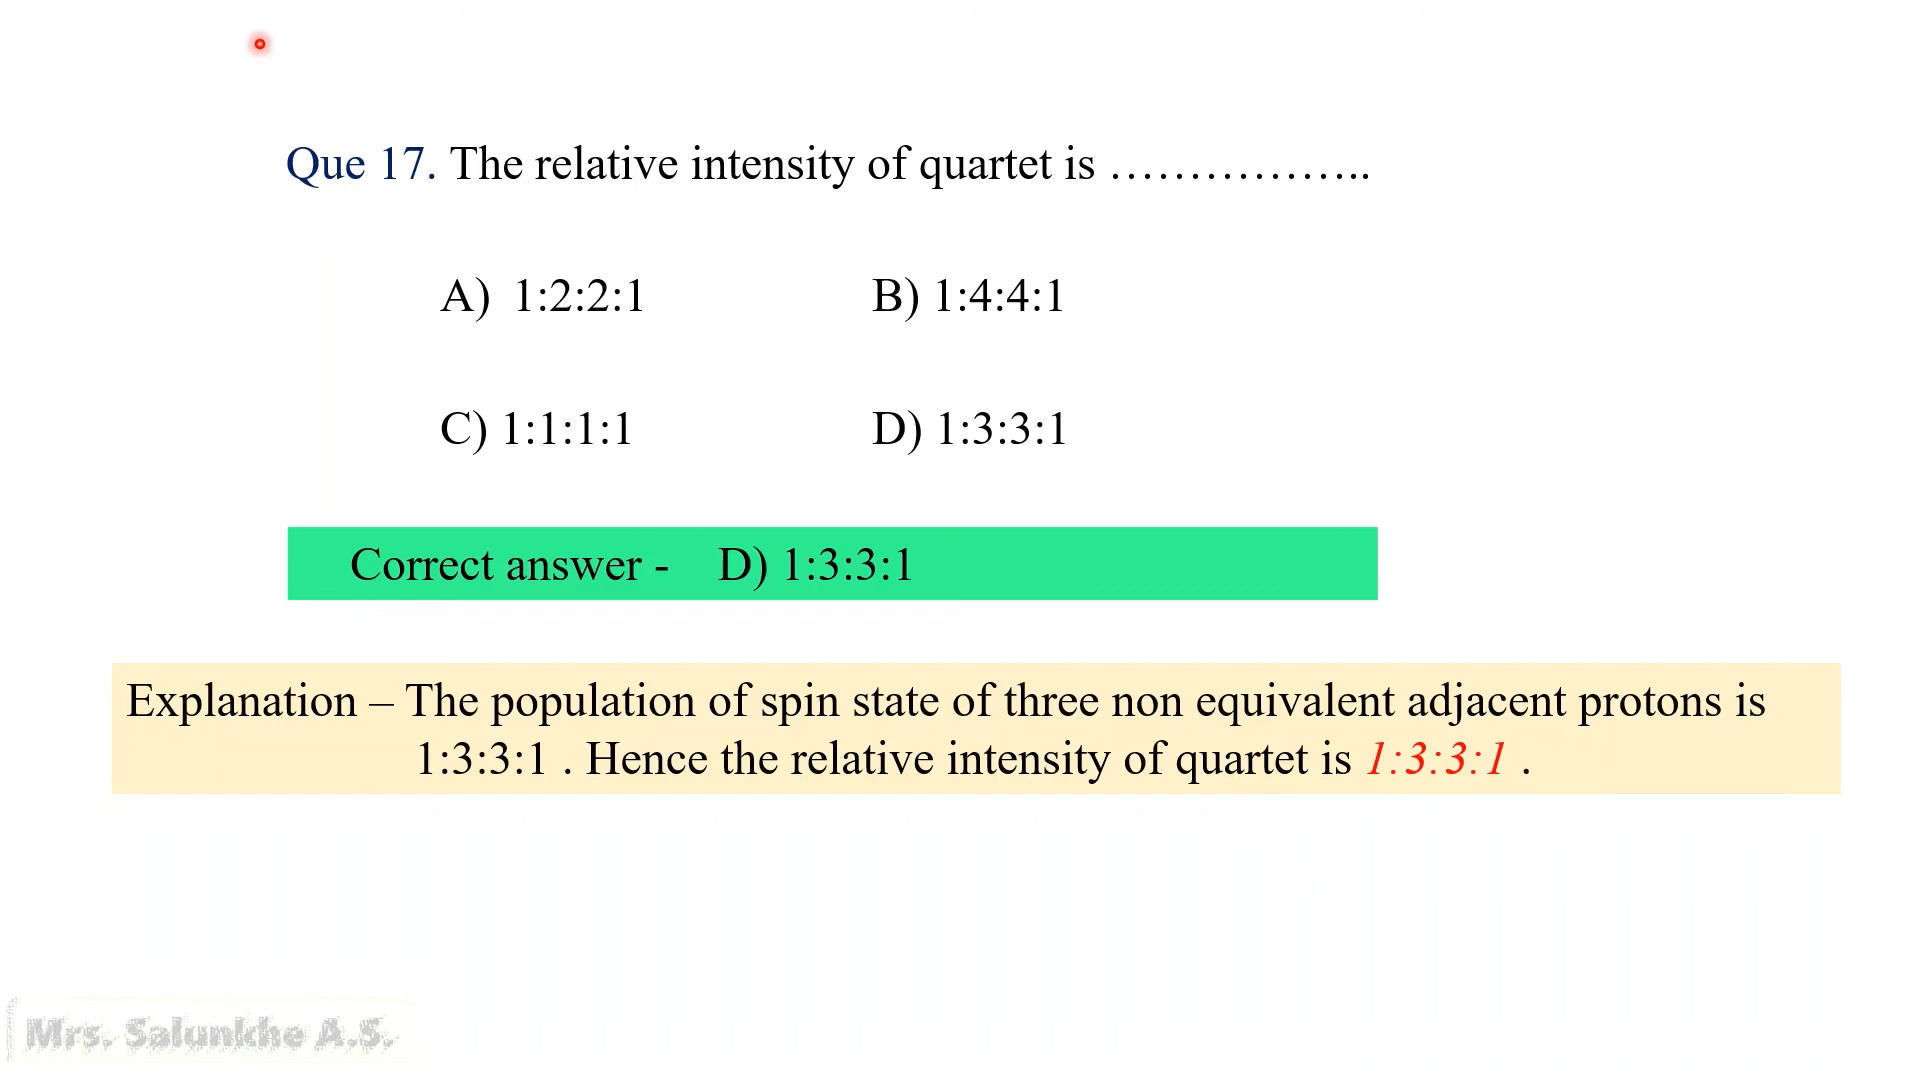 Que 17. The relative intensity of quartet is ……………..
A) 1:2:2:1 B) 1:4:4:1
C) 1:1:1:1 D) 1:3:3:1
Correct answer - D) 1:3:3:1
Explanation – The population of spin state of three non equivalent adjacent protons is
1:3:3:1 . Hence the relative intensity of quartet is 1:3:3:1 .
Mrs. Salunkhe A.S.